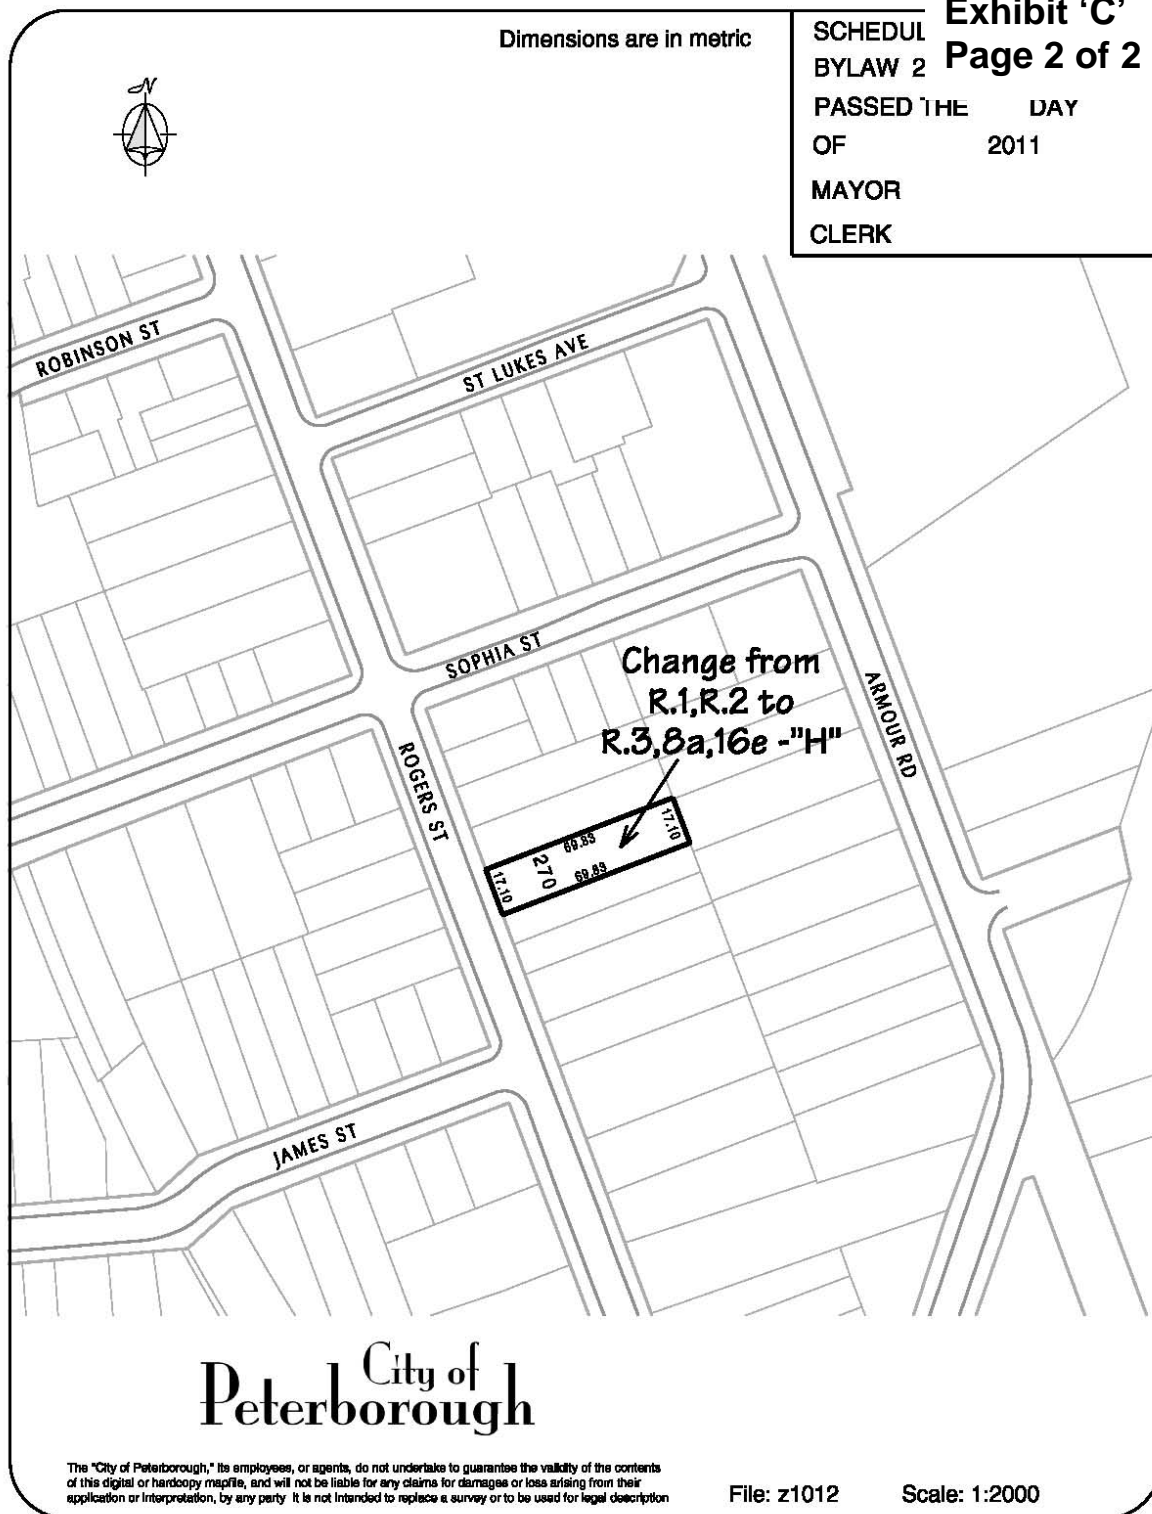 Exhibit ‘C’
Page 2 of 2
Dimensions are in metric
SCHEDUL
BYLAW 2
PASSED THE DAY
OF 2011
MAYOR
CLERK
N
ROBINSON ST
ST LUKES AVE
SOPHIA ST
Change from
R.1,R.2 to
R.3,8a,16e -"H"
ARMOUR RD
ROGERS ST
69.83
17.10
270
69.83
17.10
JAMES ST
City of
Peterborough
The "City of Peterborough," its employees, or agents, do not undertake to guarantee the validity of the contents
of this digital or hardcopy mapfile, and will not be liable for any claims for damages or loss arising from their
application or interpretation, by any party It is not intended to replace a survey or to be used for legal description
File: z1012 Scale: 1:2000